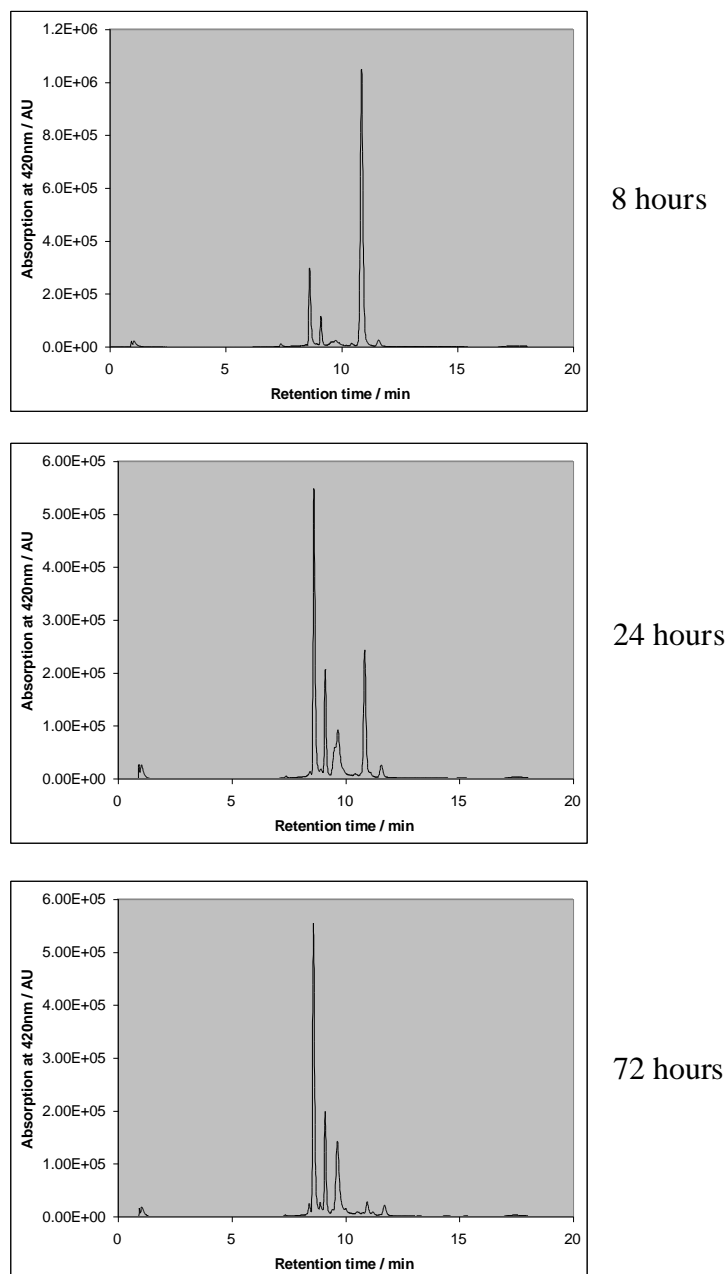 1.2E+06
1.0E+06
8.0E+05
6.0E+05
4.0E+05
2.0E+05
0.0E+00
Absorption at 420nm / AU
0 5 10 15 20
Retention time / min
8 hours
6.00E+05
5.00E+05
4.00E+05
3.00E+05
2.00E+05
1.00E+05
0.00E+00
Absorption at 420nm / AU
0 5 10 15 20
Retention time / min
24 hours
6.00E+05
5.00E+05
4.00E+05
3.00E+05
2.00E+05
1.00E+05
0.00E+00
Absorption at 420nm / AU
0 5 10 15 20
Retention time / min
72 hours